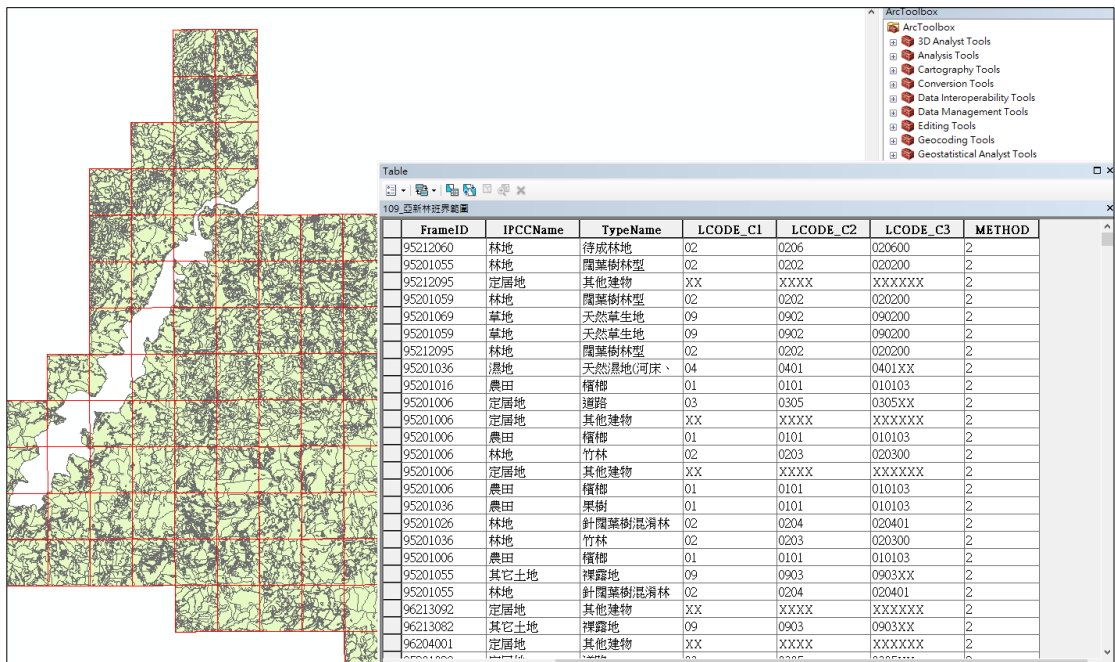 ArcToolbox
ArcToolbox
3D Analyst Tools
Analysis Tools
Cartography Tools
Conversion Tools
Data Interoperability Tools
Data Management Tools
Editing Tools
Geocoding Tools
Geostatistical Analyst Tools
Table
109_亞新林班界範圍
FrameID IPCCName TypeName LCODE_C1 LCODE_C2 LCODE_C3 METHOD
95212060 林地 待成林地 02 0206 020600 2
95201055 林地 闊葉樹林型 02 0202 020200 2
95212095 定居地 其他建物 XX XXXX XXXXXX 2
95201059 林地 闊葉樹林型 02 0202 020200 2
95201069 草地 天然草生地 09 0902 090200 2
95201059 草地 天然草生地 09 0902 090200 2
95212095 林地 闊葉樹林型 02 0202 020200 2
95201036 濕地 天然濕地(河床、 04 0401 0401XX 2
95201016 農田 檳榔 01 0101 010103 2
95201006 定居地 道路 03 0305 0305XX 2
95201006 定居地 其他建物 XX XXXX XXXXXX 2
95201006 農田 檳榔 01 0101 010103 2
95201006 林地 竹林 02 0203 020300 2
95201006 定居地 其他建物 XX XXXX XXXXXX 2
95201006 農田 檳榔 01 0101 010103 2
95201036 農田 果樹 01 0101 010103 2
95201026 林地 針闊葉樹混淆林 02 0204 020401 2
95201036 林地 竹林 02 0203 020300 2
95201006 農田 檳榔 01 0101 010103 2
95201055 其它土地 裸露地 09 0903 0903XX 2
95201055 林地 針闊葉樹混淆林 02 0204 020401 2
96213092 定居地 其他建物 XX XXXX XXXXXX 2
96213082 其它土地 裸露地 09 0903 0903XX 2
96204001 定居地 其他建物 XX XXXX XXXXXX 2